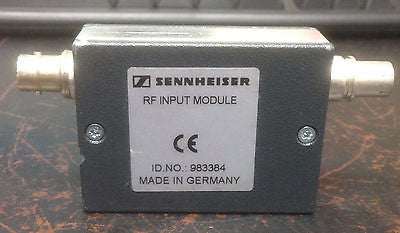 SENNHEISER
RF INPUT MODULE
CE
ID.NO.: 983384
MADE IN GERMANY